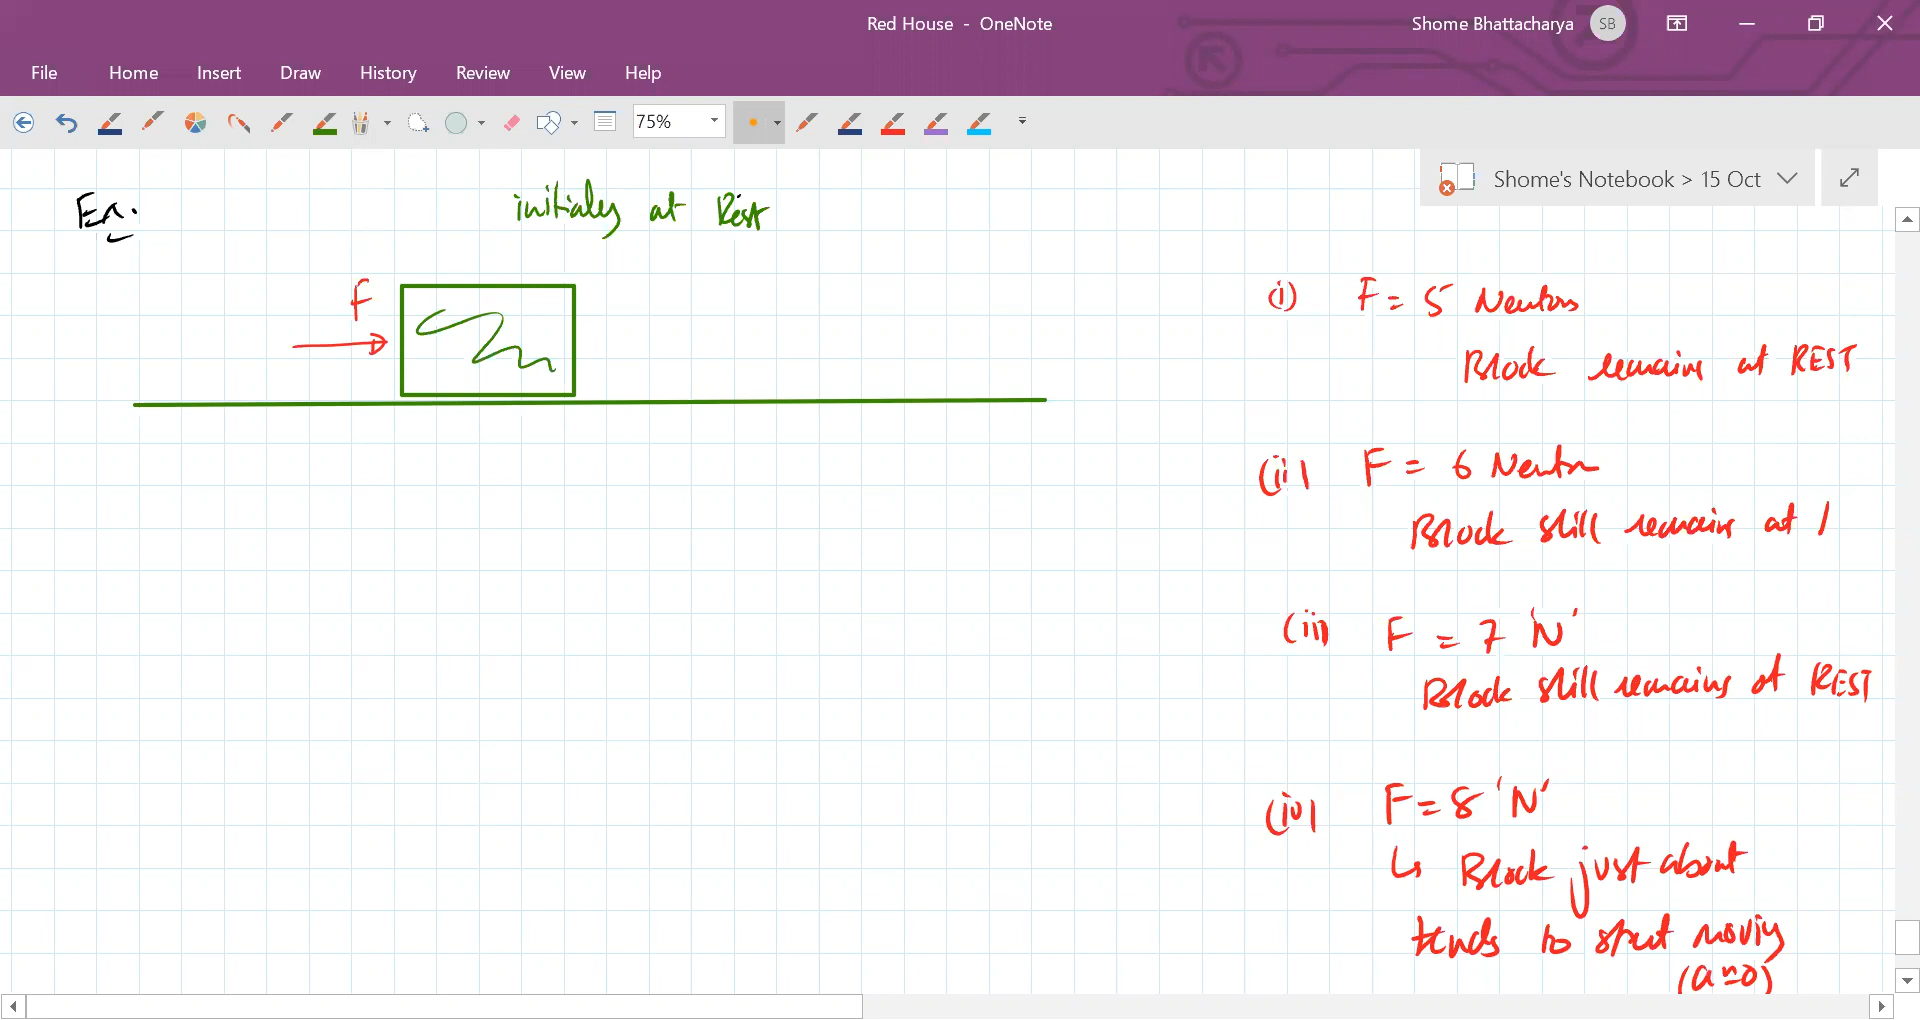 Red House - OneNote
Shome Bhattacharya SB
File Home Insert Draw History Review View Help
75%
Shome's Notebook > 15 Oct
Ex.
initialy at Rest
F
(i) F = 5 Newtons
Block remains at REST
(ii) F = 6 Newton
Block still remains at
(iii) F = 7 'N'
Block still remains at REST
(iv) F = 8 'N'
↳ Block just about
tends to start moving
(a=0)